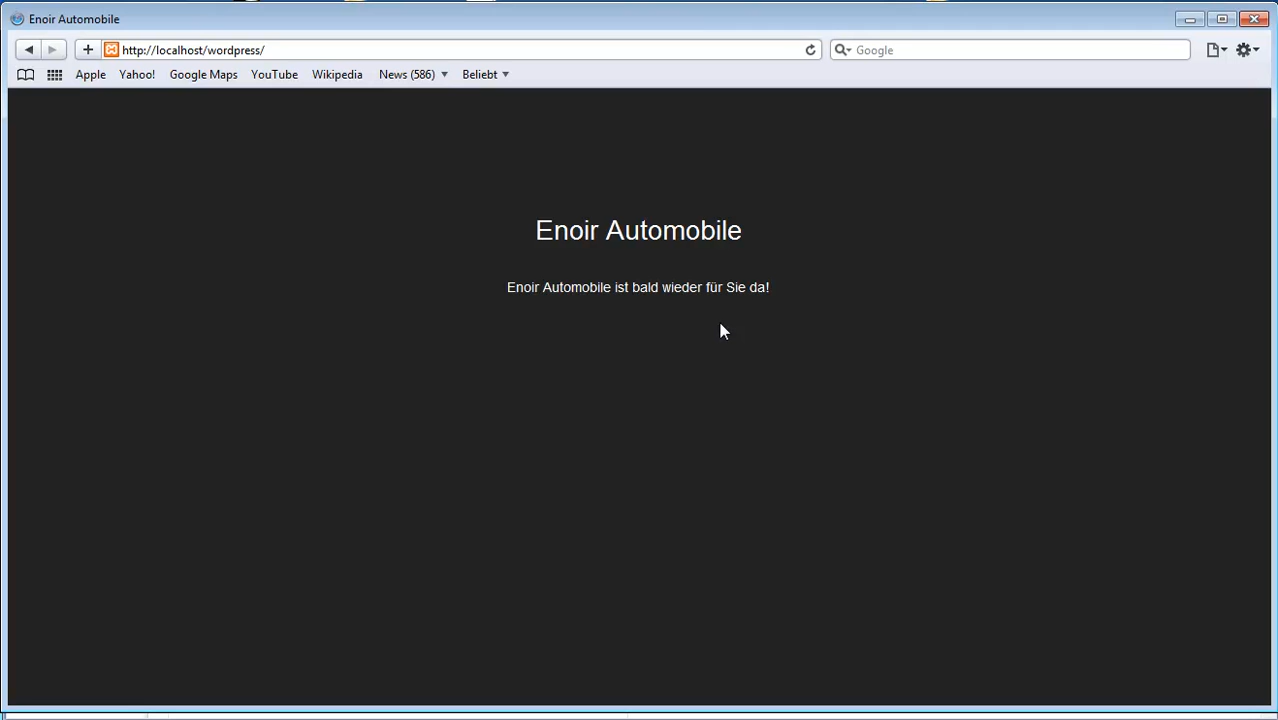 Enoir Automobile
http://localhost/wordpress/
Google
Apple Yahoo! Google Maps YouTube Wikipedia News (586) Beliebt
Enoir Automobile
Enoir Automobile ist bald wieder für Sie da!